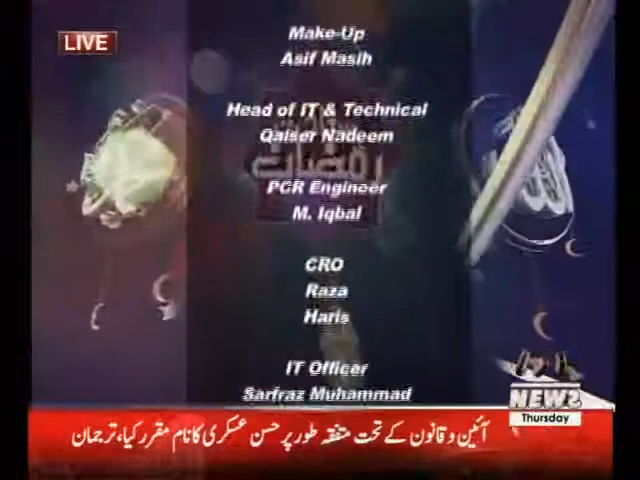 LIVE
Make-Up
Asif Masih
Head of IT & Technical
Qaiser Nadeem
رمضان
PCR Engineer
M. Iqbal
CRO
Raza
Haris
IT Officer
Sarfraz Muhammad
NEWS
Thursday
آئین و قانون کے تحت متفقہ طور پر حسن عسکری کا نام مقرر کیا، ترجمان